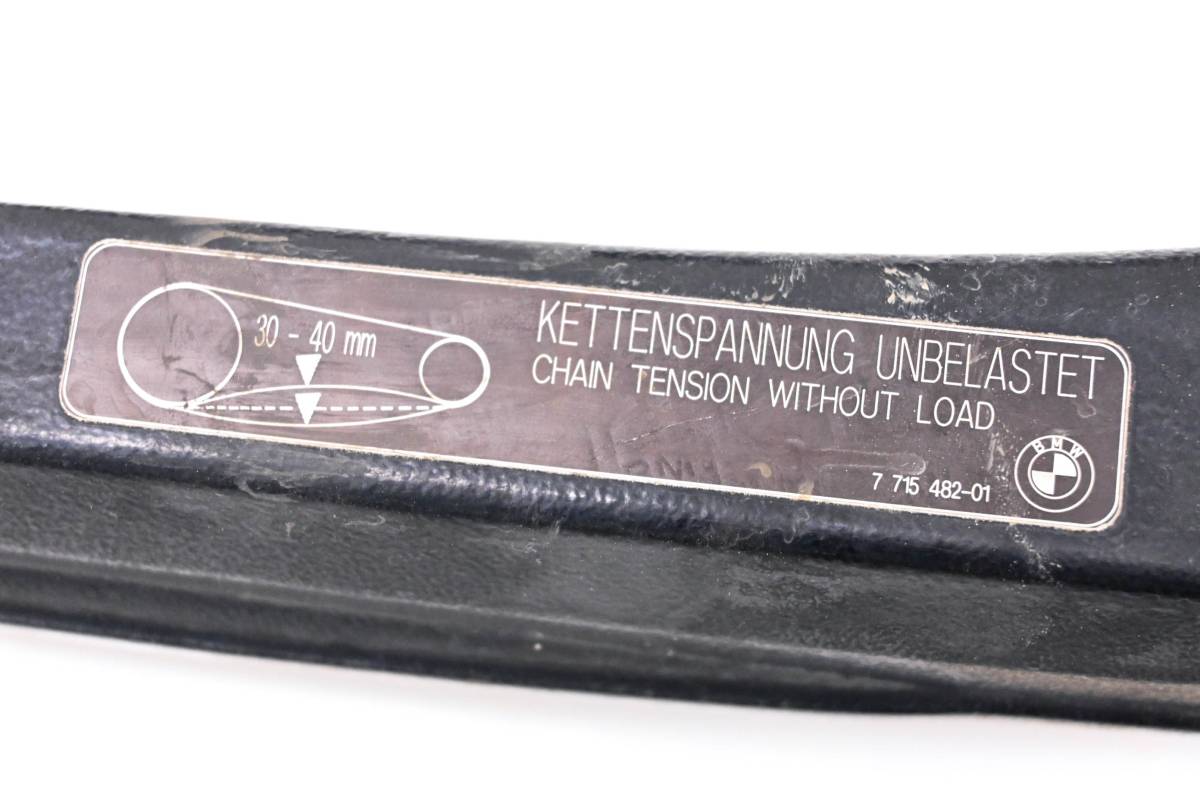 30 - 40 mm
KETTENSPANNUNG UNBELASTET
CHAIN TENSION WITHOUT LOAD
BMW
7 715 482-01